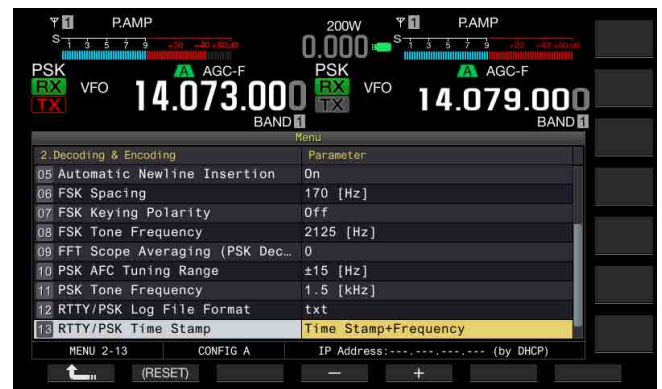 1 P.AMP 200W 1 P.AMP
S 1 3 5 7 9 +20 +40 +60dB 0.000 S 1 3 5 7 9 +20 +40 +60dB
PSK A AGC-F PSK A AGC-F
RX VFO 14.073.000 RX VFO 14.079.000
TX TX
BAND 1 BAND 1
Menu
2.Decoding & Encoding Parameter
05 Automatic Newline Insertion On
06 FSK Spacing 170 [Hz]
07 FSK Keying Polarity Off
08 FSK Tone Frequency 2125 [Hz]
09 FFT Scope Averaging (PSK Dec… 0
10 PSK AFC Tuning Range ±15 [Hz]
11 PSK Tone Frequency 1.5 [kHz]
12 RTTY/PSK Log File Format txt
13 RTTY/PSK Time Stamp Time Stamp+Frequency
MENU 2-13 CONFIG A IP Address:---.---.---.--- (by DHCP)
(RESET) − +